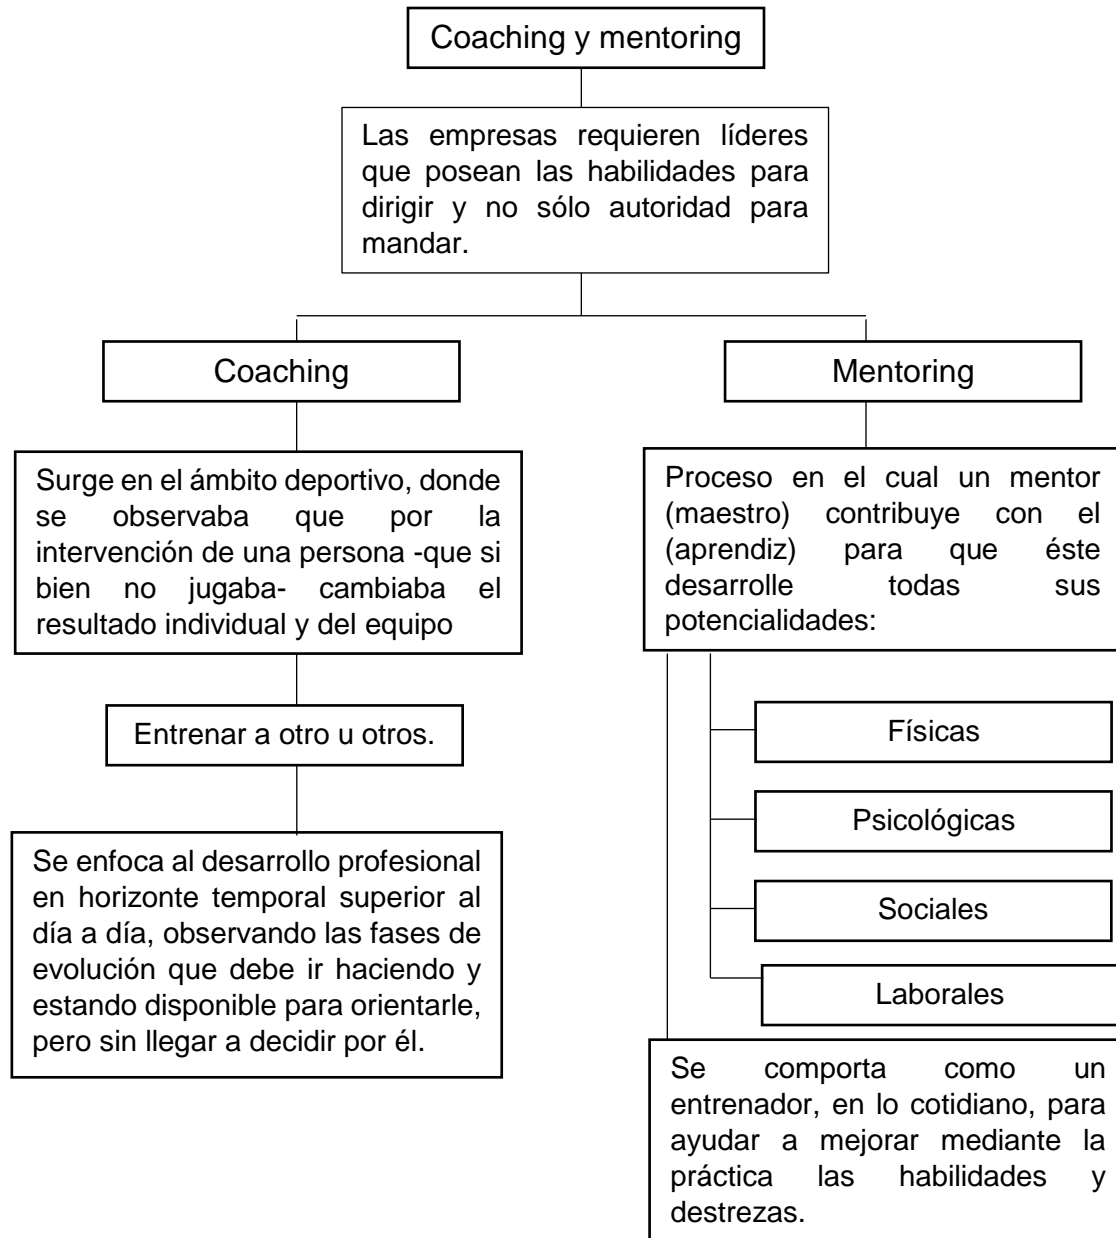 Coaching y mentoring
Las empresas requieren líderes
que posean las habilidades para
dirigir y no sólo autoridad para
mandar.
Coaching
Surge en el ámbito deportivo, donde
se observaba que por la
intervención de una persona -que si
bien no jugaba- cambiaba el
resultado individual y del equipo
Entrenar a otro u otros.
Se enfoca al desarrollo profesional
en horizonte temporal superior al
día a día, observando las fases de
evolución que debe ir haciendo y
estando disponible para orientarle,
pero sin llegar a decidir por él.
Mentoring
Proceso en el cual un mentor
(maestro) contribuye con el
(aprendiz) para que éste
desarrolle todas sus
potencialidades:
Físicas
Psicológicas
Sociales
Laborales
Se comporta como un
entrenador, en lo cotidiano, para
ayudar a mejorar mediante la
práctica las habilidades y
destrezas.